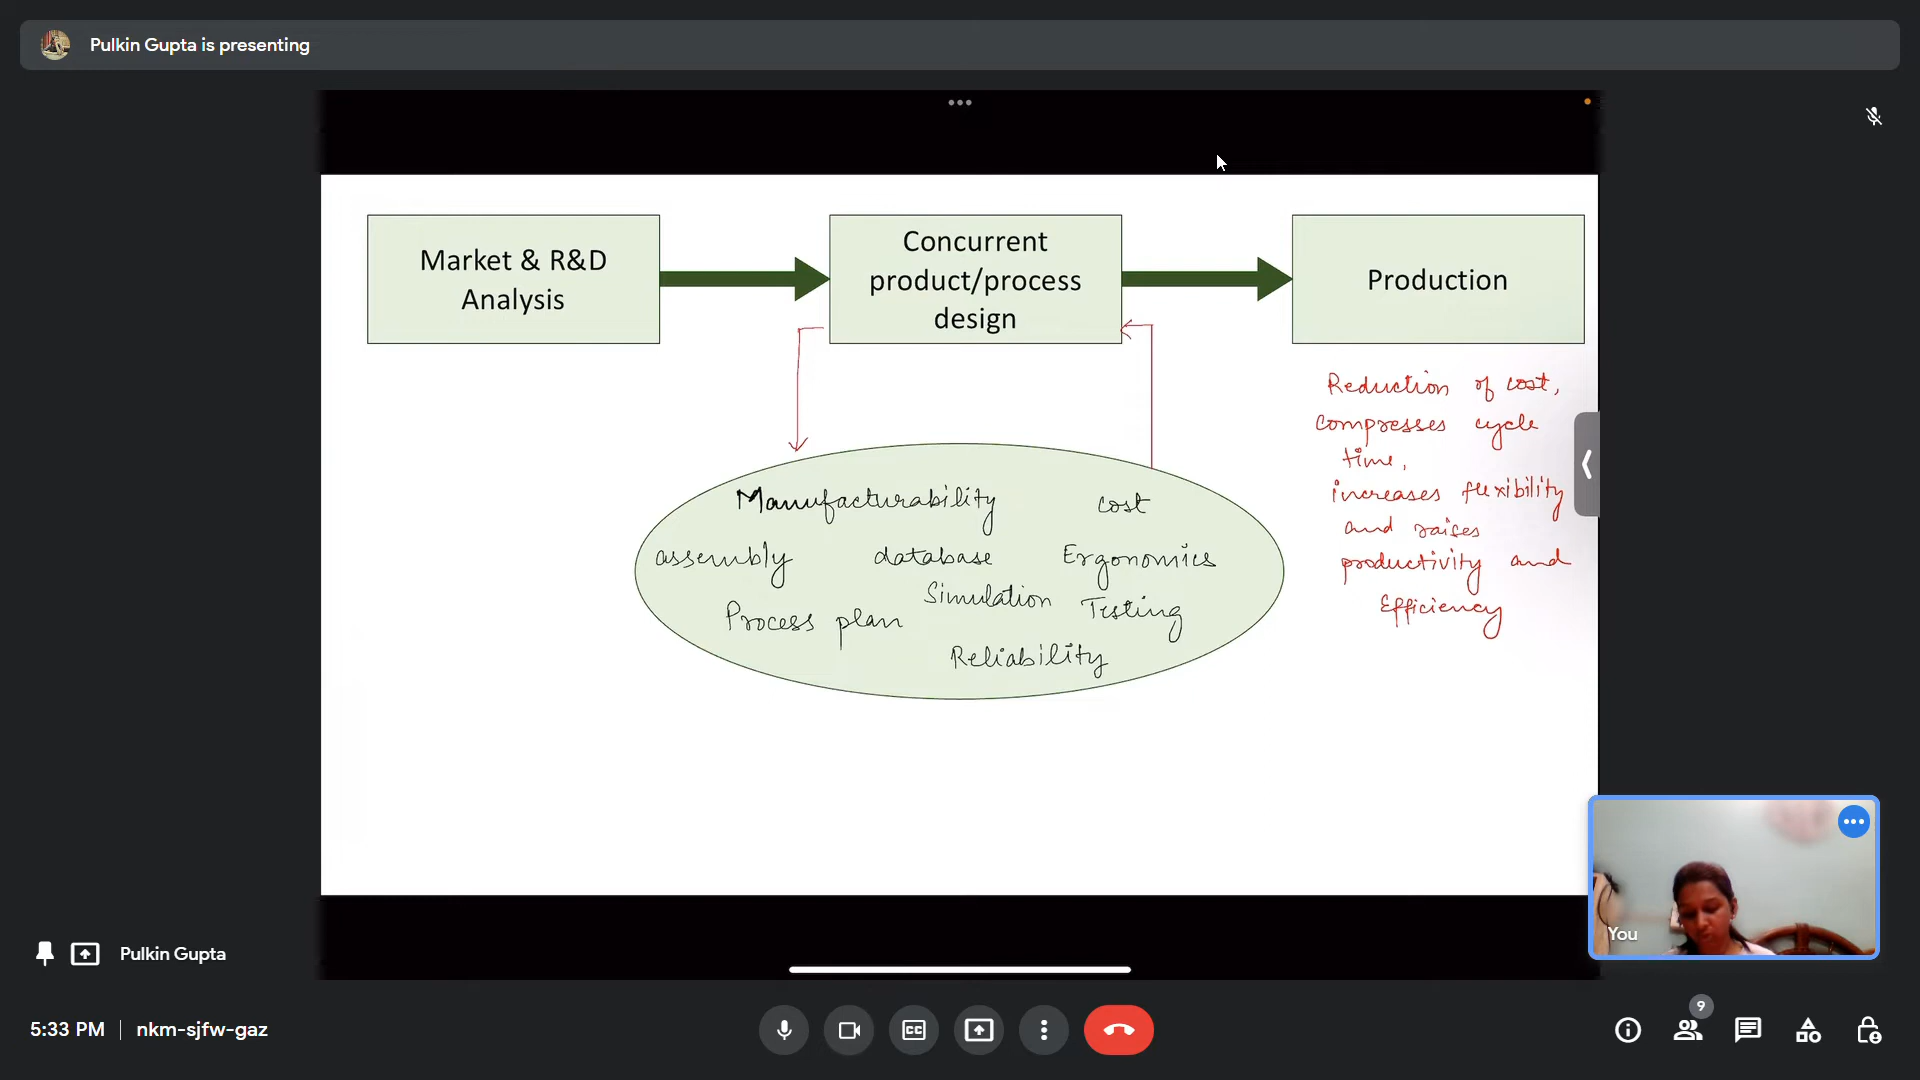 Pulkin Gupta is presenting
Market & R&D
Analysis
Concurrent
product/process
design
Production
Reduction of cost,
compresses cycle
time,
increases flexibility
and raises
productivity and
Efficiency
Manufacturability cost
assembly database Ergonomics
Simulation Testing
Process plan
Reliability
You
Pulkin Gupta
5:33 PM | nkm-sjfw-gaz
CC
9